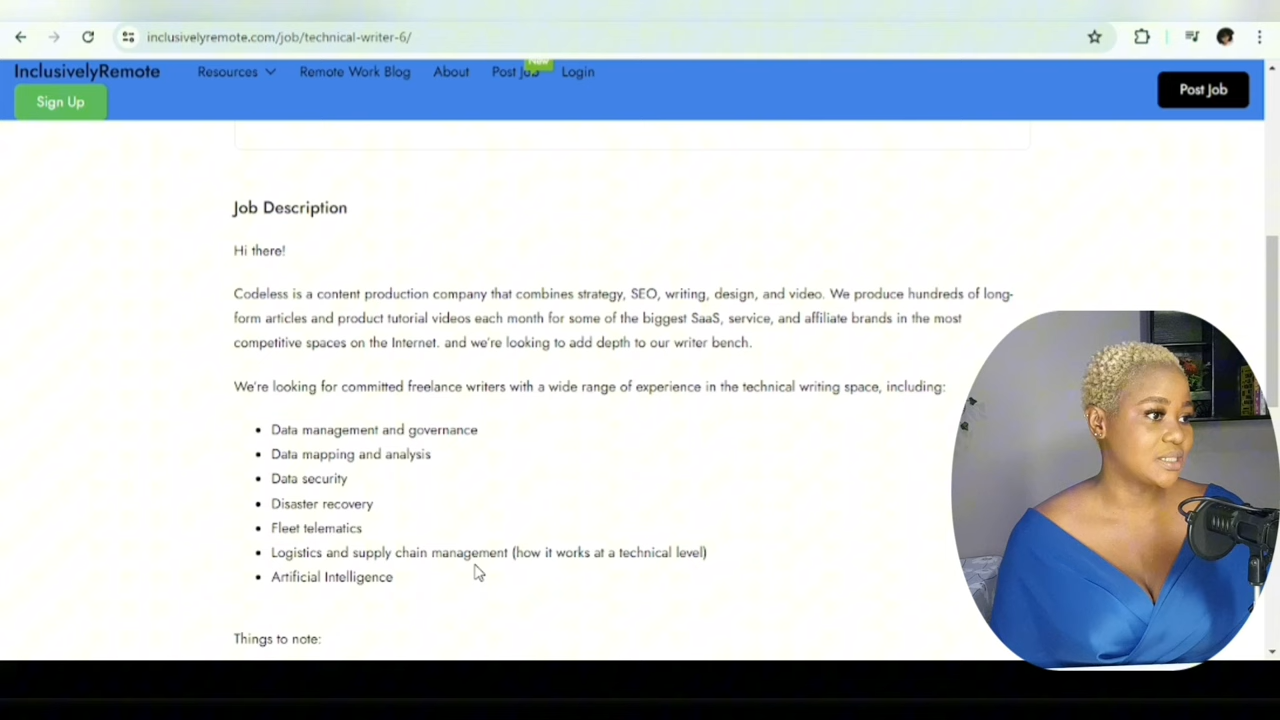 inclusivelyremote.com/job/technical-writer-6/
InclusivelyRemote
Resources
Remote Work Blog
About
Post Job
New
Login
Sign Up
Post Job
Job Description
Hi there!
Codeless is a content production company that combines strategy, SEO, writing, design, and video. We produce hundreds of long-
form articles and product tutorial videos each month for some of the biggest SaaS, service, and affiliate brands in the most
competitive spaces on the Internet. and we're looking to add depth to our writer bench.
We're looking for committed freelance writers with a wide range of experience in the technical writing space, including:
• Data management and governance
• Data mapping and analysis
• Data security
• Disaster recovery
• Fleet telematics
• Logistics and supply chain management (how it works at a technical level)
• Artificial Intelligence
Things to note: